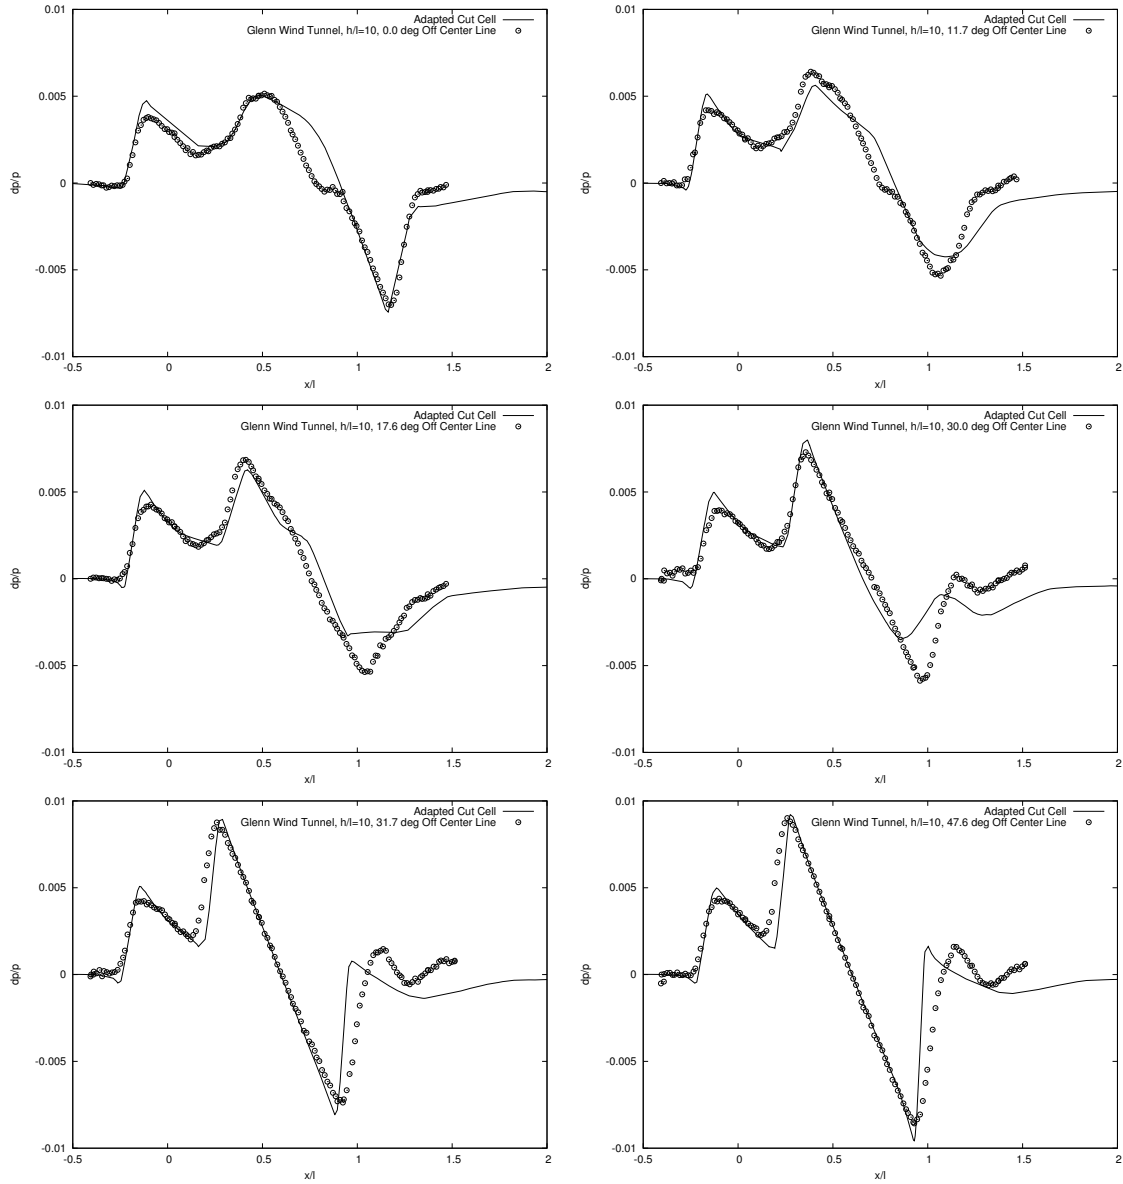 0.01
0.005
0
-0.005
-0.01
dp/p
-0.5 0 0.5 1 1.5 2
x/l
Adapted Cut Cell
Glenn Wind Tunnel, h/l=10, 0.0 deg Off Center Line
0.01
0.005
0
-0.005
-0.01
dp/p
-0.5 0 0.5 1 1.5 2
x/l
Adapted Cut Cell
Glenn Wind Tunnel, h/l=10, 11.7 deg Off Center Line
0.01
0.005
0
-0.005
-0.01
dp/p
-0.5 0 0.5 1 1.5 2
x/l
Adapted Cut Cell
Glenn Wind Tunnel, h/l=10, 17.6 deg Off Center Line
0.01
0.005
0
-0.005
-0.01
dp/p
-0.5 0 0.5 1 1.5 2
x/l
Adapted Cut Cell
Glenn Wind Tunnel, h/l=10, 30.0 deg Off Center Line
0.01
0.005
0
-0.005
-0.01
dp/p
-0.5 0 0.5 1 1.5 2
x/l
Adapted Cut Cell
Glenn Wind Tunnel, h/l=10, 31.7 deg Off Center Line
0.01
0.005
0
-0.005
-0.01
dp/p
-0.5 0 0.5 1 1.5 2
x/l
Adapted Cut Cell
Glenn Wind Tunnel, h/l=10, 47.6 deg Off Center Line